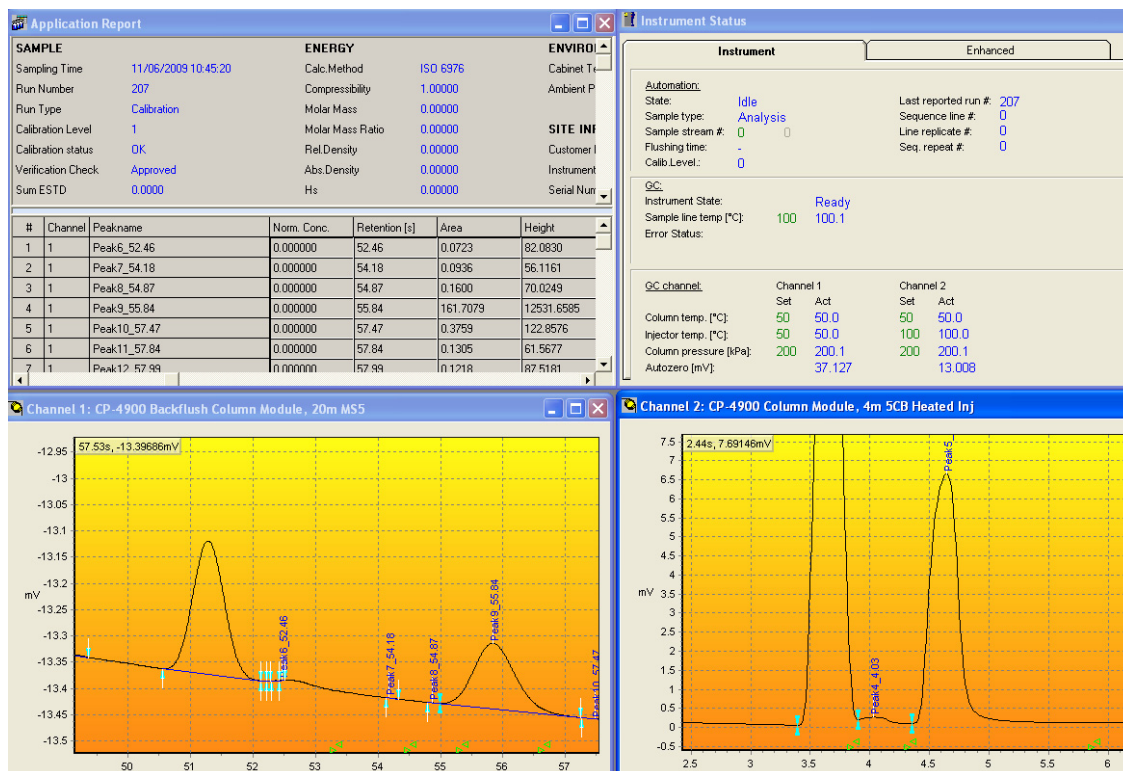 Application Report
SAMPLE ENERGY ENVIRO
Sampling Time 11/06/2009 10:45:20 Calc.Method ISO 6976 Cabinet Te
Run Number 207 Compressibility 1.00000 Ambient P
Run Type Calibration Molar Mass 0.00000
Calibration Level 1 Molar Mass Ratio 0.00000 SITE INF
Calibration status OK Rel.Density 0.00000 Customer
Verification Check Approved Abs.Density 0.00000 Instrument
Sum ESTD 0.0000 Hs 0.00000 Serial Num
# Channel Peakname Norm. Conc. Retention [s] Area Height
1 1 Peak6_52.46 0.000000 52.46 0.0723 82.0830
2 1 Peak7_54.18 0.000000 54.18 0.0936 56.1161
3 1 Peak8_54.87 0.000000 54.87 0.1600 70.0249
4 1 Peak9_55.84 0.000000 55.84 161.7079 12531.6585
5 1 Peak10_57.47 0.000000 57.47 0.3759 122.8576
6 1 Peak11_57.84 0.000000 57.84 0.1305 61.5677
7 1 Peak12_57.99 0.000000 57.99 0.1218 87.5181
Instrument Status
Instrument Enhanced
Automation:
State: Idle Last reported run #: 207
Sample type: Analysis Sequence line #: 0
Sample stream #: 0 0 Line replicate #: 0
Flushing time: - Seq. repeat #: 0
Calib.Level.: 0
GC:
Instrument State: Ready
Sample line temp [°C]: 100 100.1
Error Status:
GC channel: Channel 1 Channel 2
Set Act Set Act
Column temp. [°C]: 50 50.0 50 50.0
Injector temp. [°C]: 50 50.0 100 100.0
Column pressure [kPa]: 200 200.1 200 200.1
Autozero [mV]: 37.127 13.008
Channel 1: CP-4900 Backflush Column Module, 20m MS5
57.53s, -13.39686mV
-12.95
-13
-13.05
-13.1
-13.15
-13.2
-13.25
mV
-13.3
-13.35
-13.4
-13.45
-13.5
Peak6_52.46
Peak7_54.18
Peak8_54.87
Peak9_55.84
Peak10_57.47
50 51 52 53 54 55 56 57
Channel 2: CP-4900 Column Module, 4m 5CB Heated Inj
2.44s, 7.69146mV
7.5
7
6.5
6
5.5
5
4.5
4
mV
3.5
3
2.5
2
1.5
1
0.5
0
-0.5
Peak4_4.03
Peak5
2.5 3 3.5 4 4.5 5 5.5 6